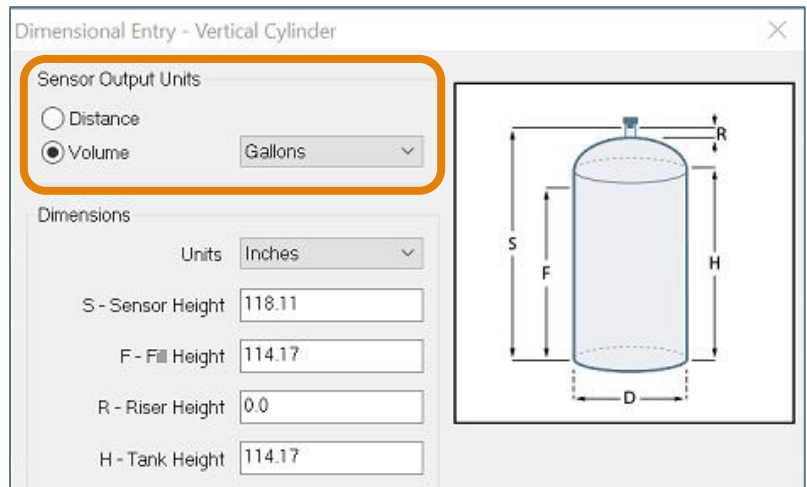 Dimensional Entry - Vertical Cylinder
Sensor Output Units
Distance
Volume Gallons
Dimensions
Units Inches
S - Sensor Height 118.11
F - Fill Height 114.17
R - Riser Height 0.0
H - Tank Height 114.17
R
S
F
H
D